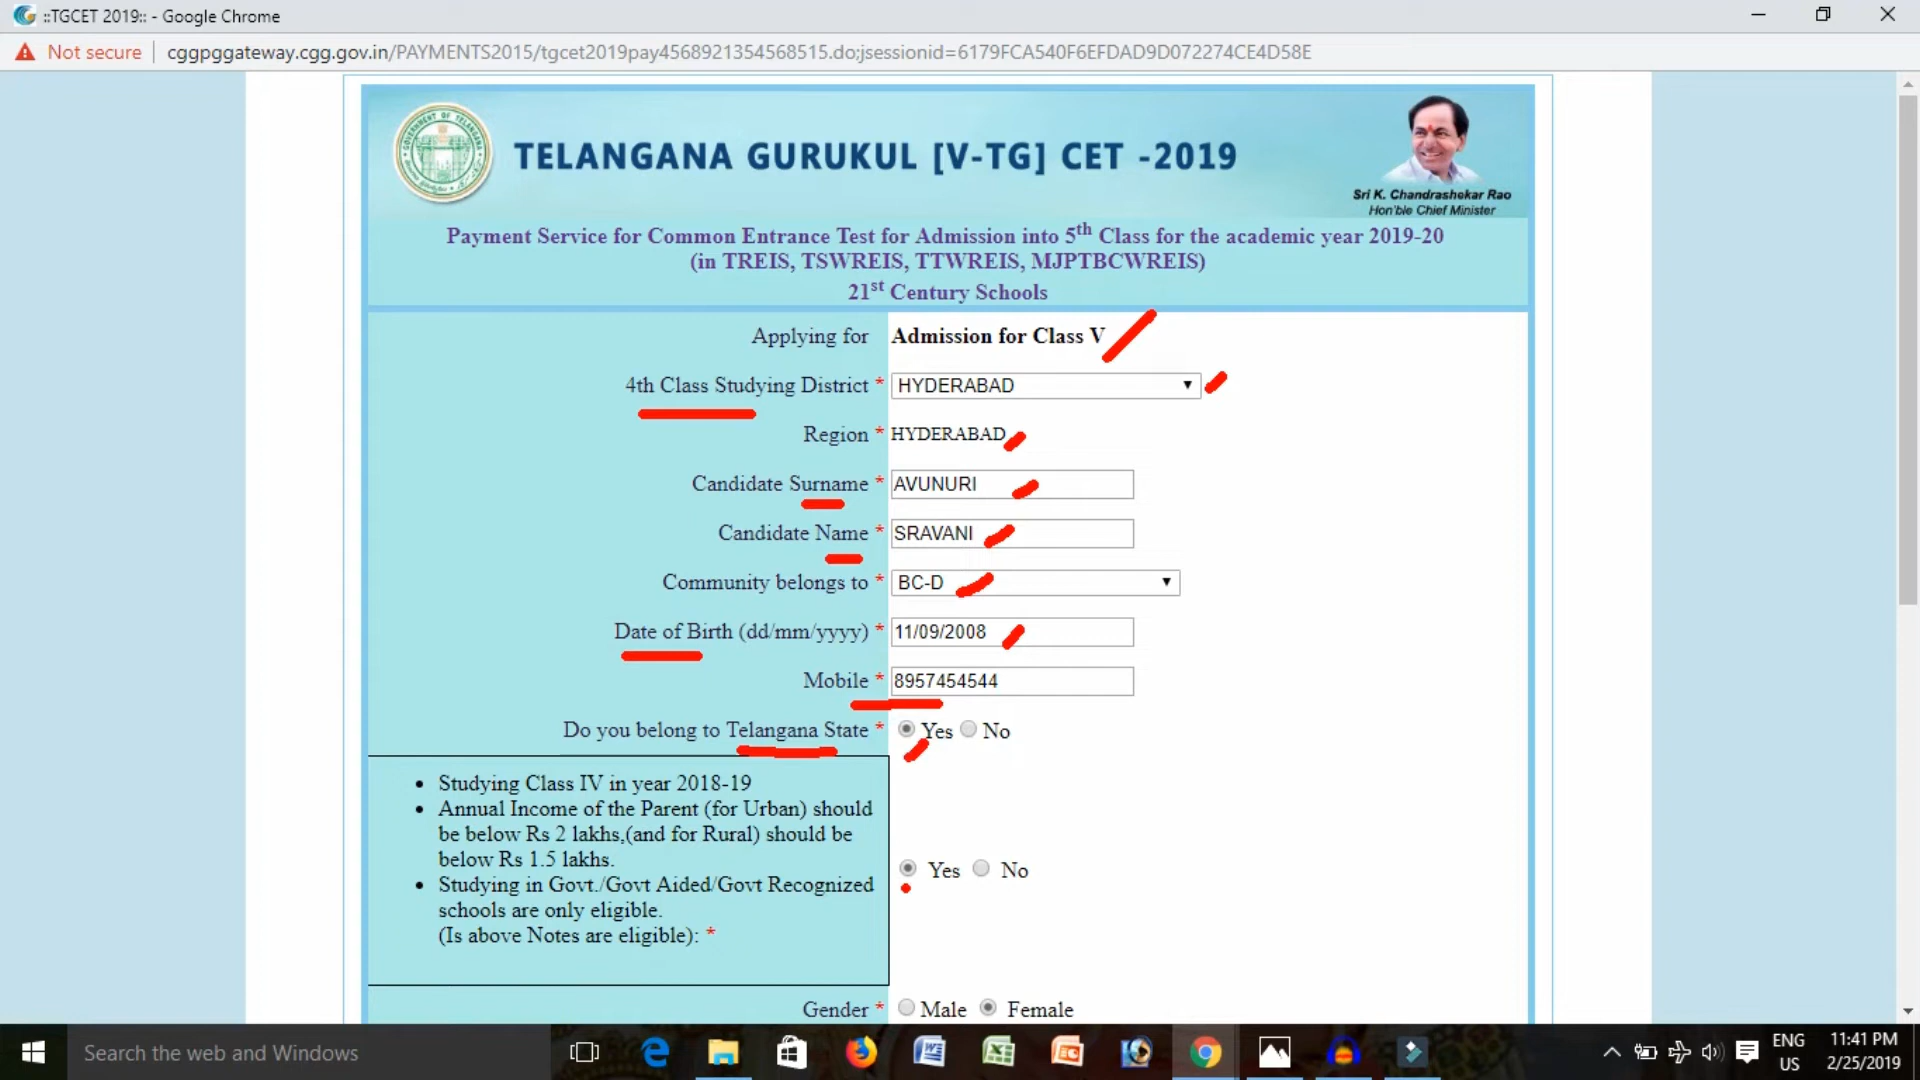 ::TGCET 2019:: - Google Chrome
Not secure cggpggateway.cgg.gov.in/PAYMENTS2015/tgcet2019pay4568921354568515.do;jsessionid=6179FCA540F6EFDAD9D072274CE4D58E
TELANGANA GURUKUL [V-TG] CET -2019
Sri K. Chandrashekar Rao
Hon'ble Chief Minister
Payment Service for Common Entrance Test for Admission into 5th Class for the academic year 2019-20
(in TREIS, TSWREIS, TTWREIS, MJPTBCWREIS)
21st Century Schools
Applying for Admission for Class V
4th Class Studying District * HYDERABAD
Region * HYDERABAD
Candidate Surname * AVUNURI
Candidate Name * SRAVANI
Community belongs to * BC-D
Date of Birth (dd/mm/yyyy) * 11/09/2008
Mobile * 8957454544
Do you belong to Telangana State * Yes No
• Studying Class IV in year 2018-19
• Annual Income of the Parent (for Urban) should
be below Rs 2 lakhs,(and for Rural) should be
below Rs 1.5 lakhs.
• Studying in Govt./Govt Aided/Govt Recognized
schools are only eligible.
(Is above Notes are eligible): *
Yes No
Gender * Male Female
Search the web and Windows
ENG
US
11:41 PM
2/25/2019